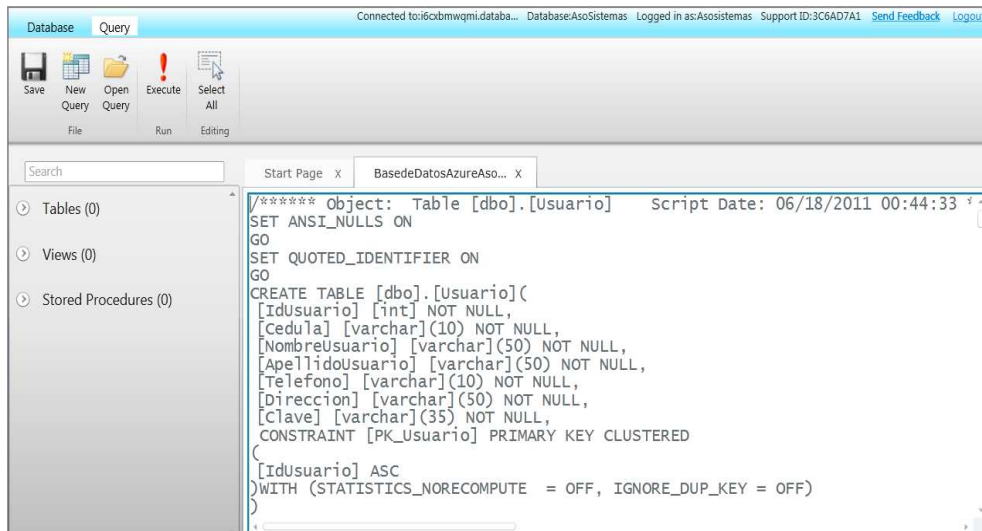 Connected to:i6cxbmwqmi.databa... Database:AsoSistemas Logged in as:Asosistemas Support ID:3C6AD7A1 Send Feedback Logou
Database Query
Save New Query Open Query Execute Select All
File Run Editing
Search
Tables (0)
Views (0)
Stored Procedures (0)
Start Page X BasedeDatosAzureAso... X
/****** Object:  Table [dbo].[Usuario]    Script Date: 06/18/2011 00:44:33 *
SET ANSI_NULLS ON
GO
SET QUOTED_IDENTIFIER ON
GO
CREATE TABLE [dbo].[Usuario](
[IdUsuario] [int] NOT NULL,
[Cedula] [varchar](10) NOT NULL,
[NombreUsuario] [varchar](50) NOT NULL,
[ApellidoUsuario] [varchar](50) NOT NULL,
[Telefono] [varchar](10) NOT NULL,
[Direccion] [varchar](50) NOT NULL,
[Clave] [varchar](35) NOT NULL,
CONSTRAINT [PK_Usuario] PRIMARY KEY CLUSTERED
(
[IdUsuario] ASC
)WITH (STATISTICS_NORECOMPUTE  = OFF, IGNORE_DUP_KEY = OFF)
)